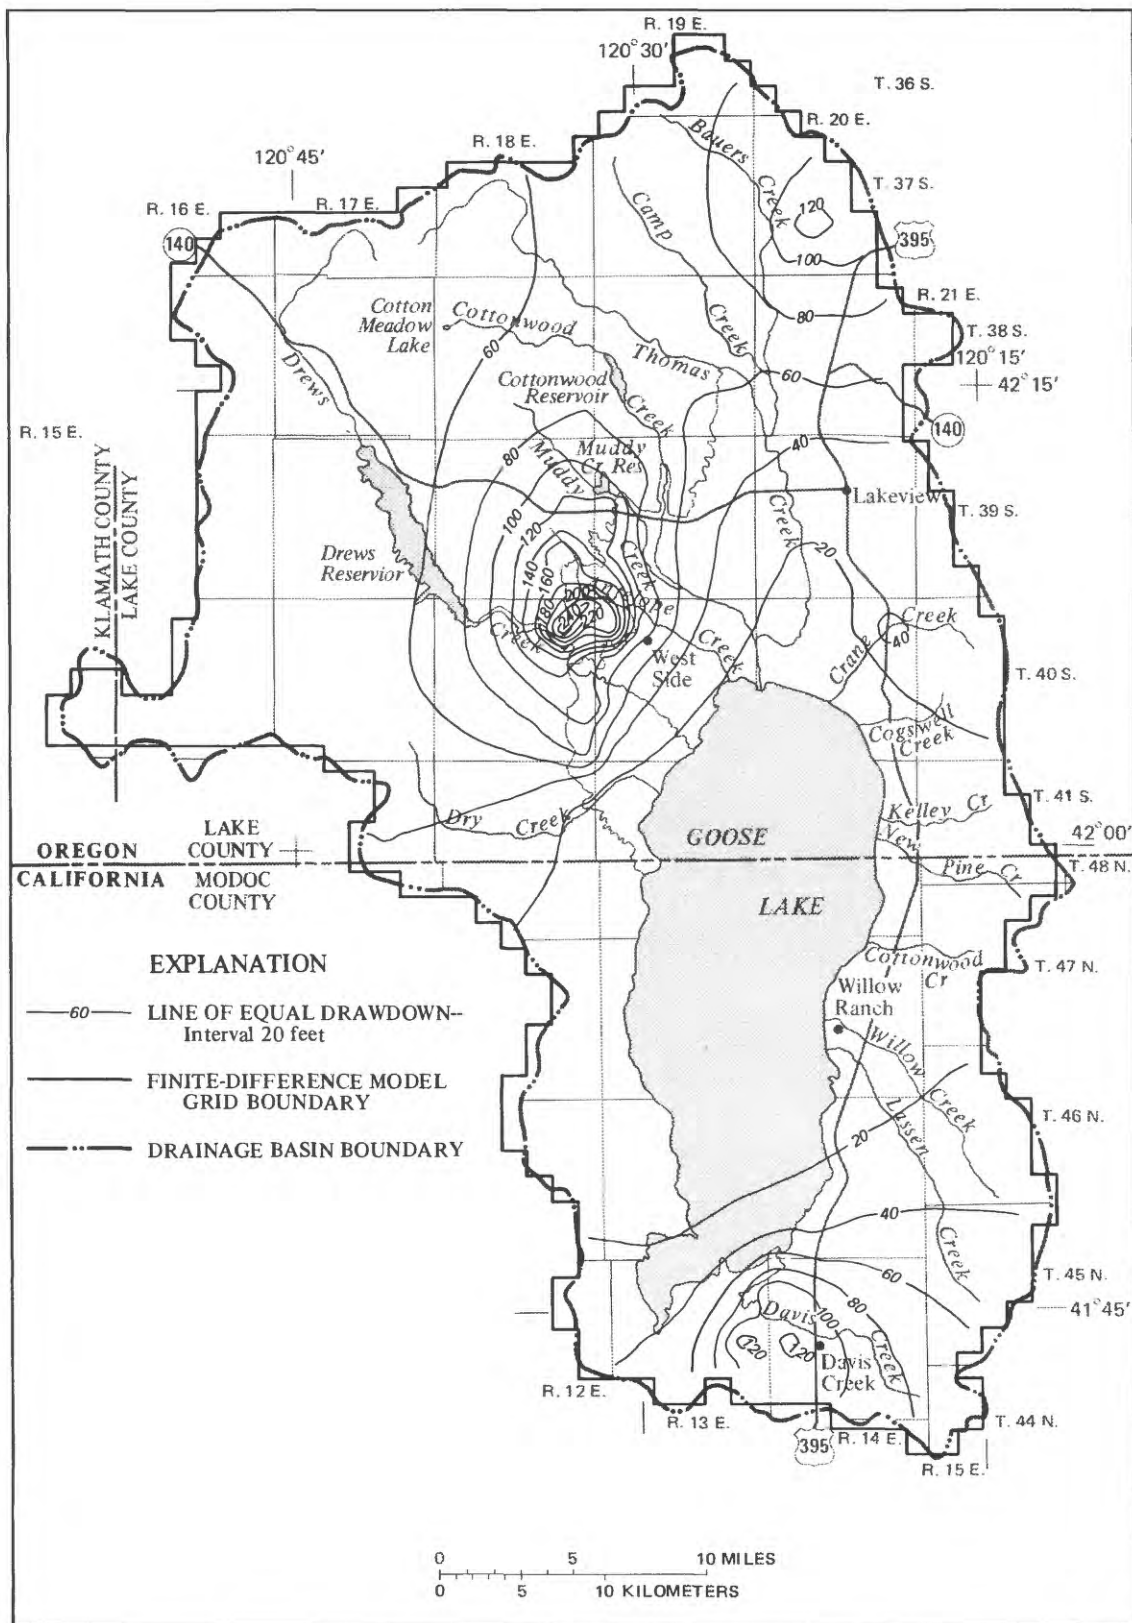 R. 19 E.
120°30'
T. 36 S.
R. 20 E.
R. 18 E.
120°45'
Bauers
Creek
T. 37 S.
R. 16 E.
R. 17 E.
Camp
Creek
120
140
395
100
R. 21 E.
80
T. 38 S.
Cotton
Meadow
Lake
Cottonwood
Creek
60
Thomas
Creek
60
120°15'
42°15'
Drews
Creek
Cottonwood
Reservoir
R. 15 E.
140
40
80
Muddy
Cr Res
Muddy
Creek
Lakeview
KLAMATH COUNTY
LAKE COUNTY
100
120
140
160
180
200
240
220
T. 39 S.
20
Drews
Reservior
Creek
Crane
Creek
40
West
Side
T. 40 S.
Cogswell
Creek
Dry
Creek
Kelley Cr
T. 41 S.
42°00'
OREGON
LAKE
COUNTY
GOOSE
LAKE
New
Pine Cr
CALIFORNIA
MODOC
COUNTY
T. 48 N.
Cottonwood
Cr
T. 47 N.
Willow
Ranch
Willow
Creek
Lassen
Creek
EXPLANATION
60 LINE OF EQUAL DRAWDOWN--
Interval 20 feet
FINITE-DIFFERENCE MODEL
GRID BOUNDARY
DRAINAGE BASIN BOUNDARY
T. 46 N.
20
40
60
T. 45 N.
41°45'
80
100
Davis
Creek
120
120
Davis
Creek
R. 12 E.
R. 13 E.
395
R. 14 E.
T. 44 N.
R. 15 E.
0 5 10 MILES
0 5 10 KILOMETERS